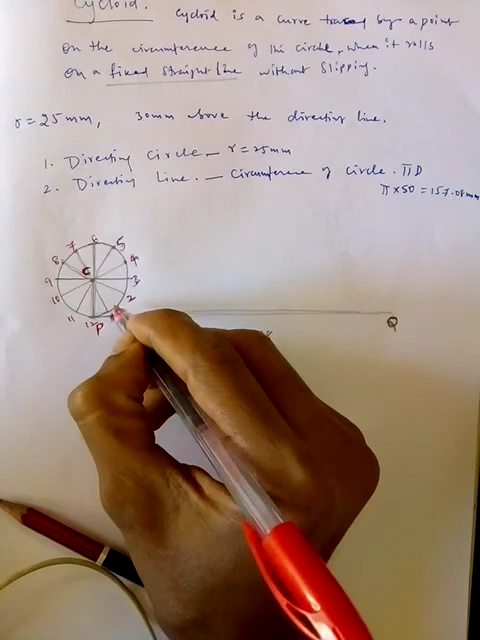 Cycloid. Cycloid is a curve traced by a point
on the circumference of the circle, when it rolls
on a fixed straight line without slipping.
r = 25mm, 30mm above the directing line.
1. Directing circle - r = 25mm
2. Directing Line. - Circumference of circle. πD
π x 50 = 157.08mm
6
7 5
8 4
C
9 3
10 2
11
12
P
Q